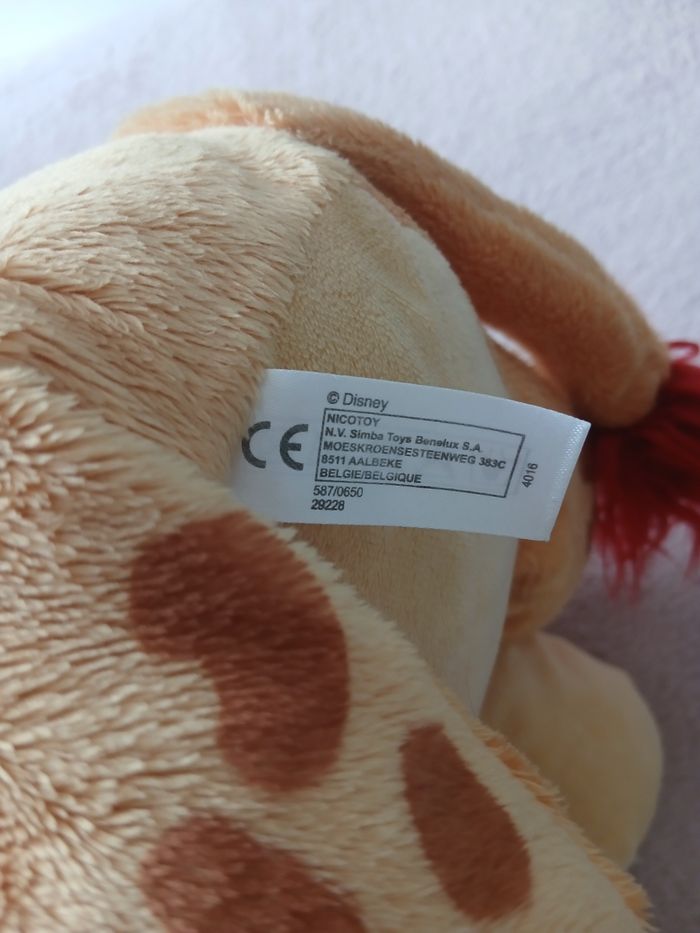 © Disney
CE
NICOTOY
N.V. Simba Toys Benelux S.A.
MOESKROENSESTEENWEG 383C
8511 AALBEKE
BELGIE/BELGIQUE
587/0650
29228
4016